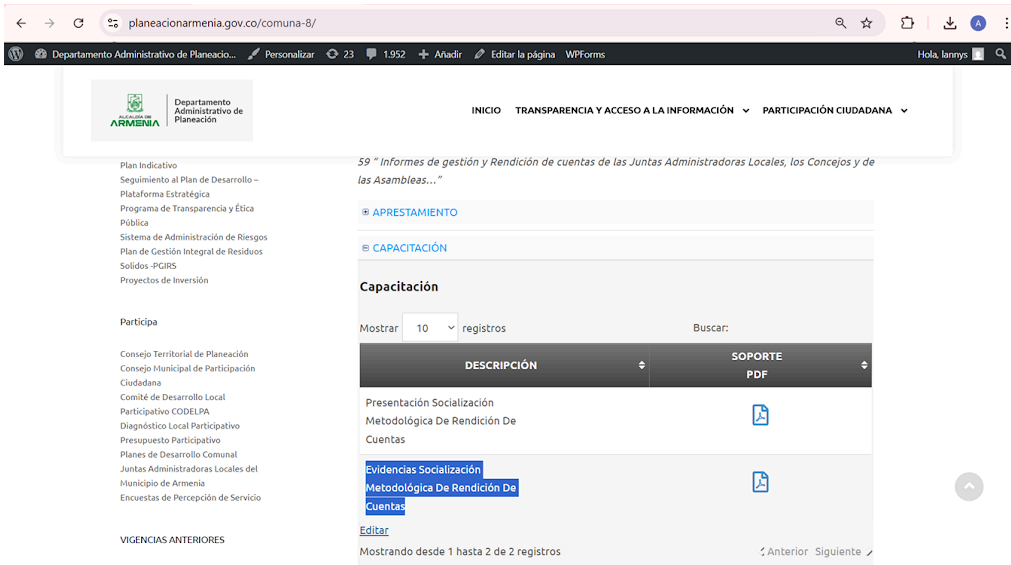 planeacionarmenia.gov.co/comuna-8/
A
Departamento Administrativo de Planeacio... Personalizar 23 1.952 Añadir Editar la página WPForms Hola, lannys
ALCALDÍA DE
ARMENIA
Departamento
Administrativo de
Planeación
INICIO TRANSPARENCIA Y ACCESO A LA INFORMACIÓN PARTICIPACIÓN CIUDADANA
Plan Indicativo
Seguimiento al Plan de Desarrollo –
Plataforma Estratégica
Programa de Transparencia y Ética
Pública
Sistema de Administración de Riesgos
Plan de Gestión Integral de Residuos
Solidos -PGIRS
Proyectos de Inversión
Participa
Consejo Territorial de Planeación
Consejo Municipal de Participación
Ciudadana
Comité de Desarrollo Local
Participativo CODELPA
Diagnóstico Local Participativo
Presupuesto Participativo
Planes de Desarrollo Comunal
Juntas Administradoras Locales del
Municipio de Armenia
Encuestas de Percepción de Servicio
VIGENCIAS ANTERIORES
59 " Informes de gestión y Rendición de cuentas de las Juntas Administradoras Locales, los Concejos y de
las Asambleas…"
APRESTAMIENTO
CAPACITACIÓN
Capacitación
Mostrar 10 registros Buscar:
DESCRIPCIÓN
SOPORTE
PDF
Presentación Socialización
Metodológica De Rendición De
Cuentas
Evidencias Socialización
Metodológica De Rendición De
Cuentas
Editar
Mostrando desde 1 hasta 2 de 2 registros Anterior Siguiente